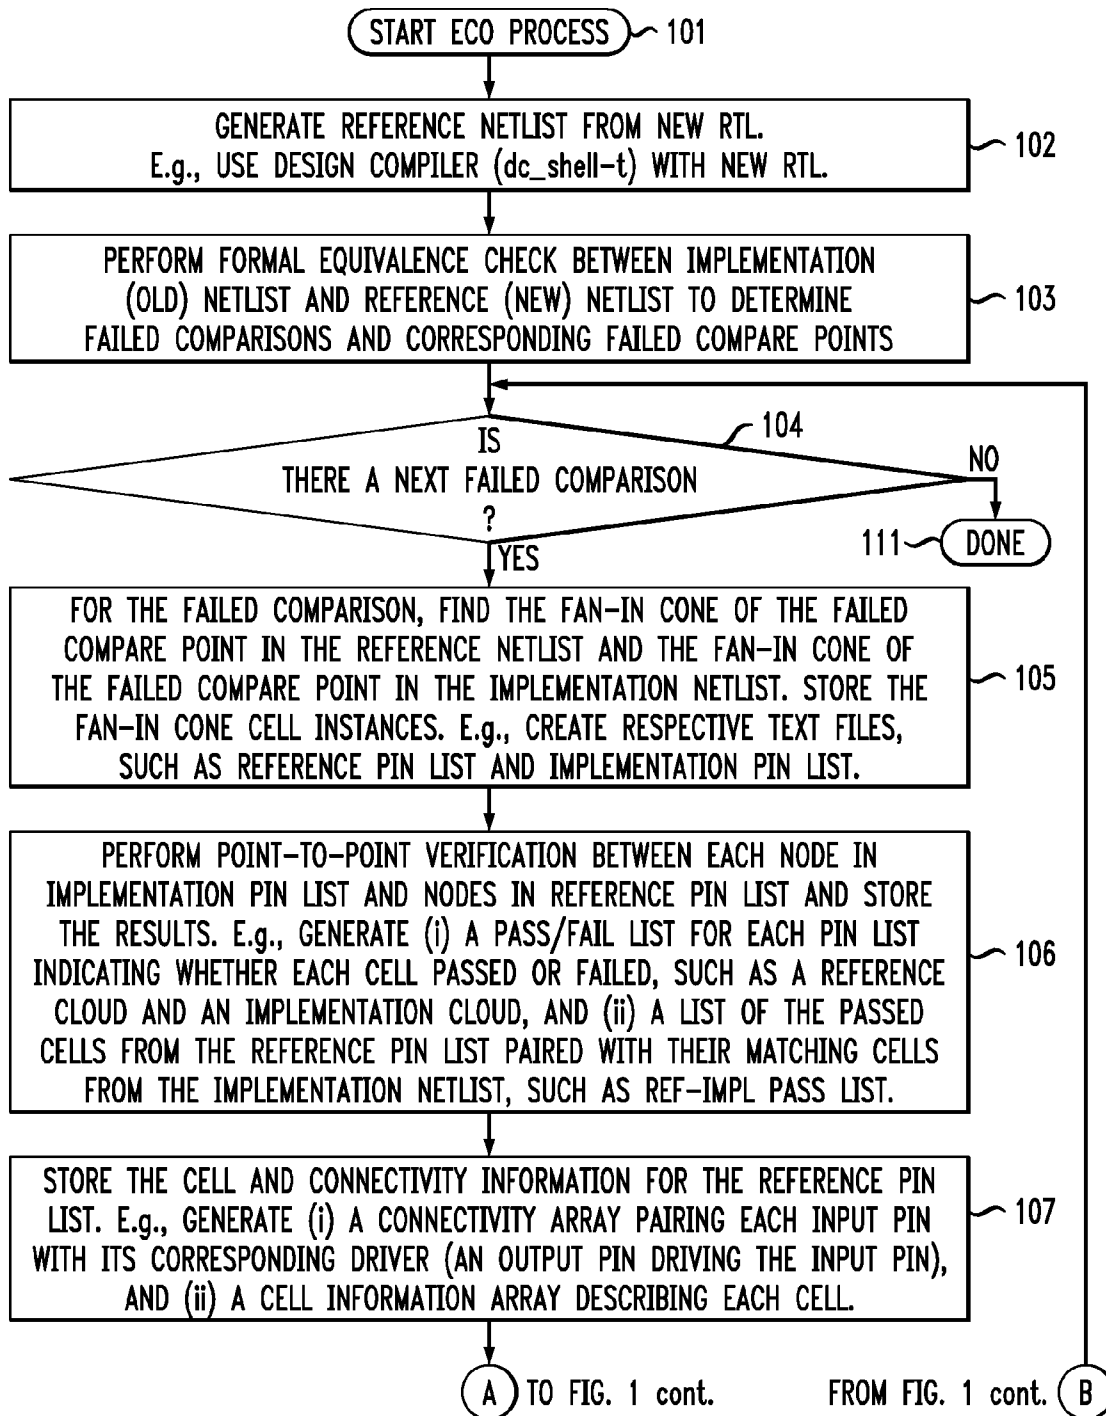 START ECO PROCESS
101
GENERATE REFERENCE NETLIST FROM NEW RTL.
E.g., USE DESIGN COMPILER (dc_shell-t) WITH NEW RTL.
102
PERFORM FORMAL EQUIVALENCE CHECK BETWEEN IMPLEMENTATION
(OLD) NETLIST AND REFERENCE (NEW) NETLIST TO DETERMINE
FAILED COMPARISONS AND CORRESPONDING FAILED COMPARE POINTS
103
104
IS
THERE A NEXT FAILED COMPARISON
?
NO
111
DONE
YES
FOR THE FAILED COMPARISON, FIND THE FAN-IN CONE OF THE FAILED
COMPARE POINT IN THE REFERENCE NETLIST AND THE FAN-IN CONE OF
THE FAILED COMPARE POINT IN THE IMPLEMENTATION NETLIST. STORE THE
FAN-IN CONE CELL INSTANCES. E.g., CREATE RESPECTIVE TEXT FILES,
SUCH AS REFERENCE PIN LIST AND IMPLEMENTATION PIN LIST.
105
PERFORM POINT-TO-POINT VERIFICATION BETWEEN EACH NODE IN
IMPLEMENTATION PIN LIST AND NODES IN REFERENCE PIN LIST AND STORE
THE RESULTS. E.g., GENERATE (i) A PASS/FAIL LIST FOR EACH PIN LIST
INDICATING WHETHER EACH CELL PASSED OR FAILED, SUCH AS A REFERENCE
CLOUD AND AN IMPLEMENTATION CLOUD, AND (ii) A LIST OF THE PASSED
CELLS FROM THE REFERENCE PIN LIST PAIRED WITH THEIR MATCHING CELLS
FROM THE IMPLEMENTATION NETLIST, SUCH AS REF-IMPL PASS LIST.
106
STORE THE CELL AND CONNECTIVITY INFORMATION FOR THE REFERENCE PIN
LIST. E.g., GENERATE (i) A CONNECTIVITY ARRAY PAIRING EACH INPUT PIN
WITH ITS CORRESPONDING DRIVER (AN OUTPUT PIN DRIVING THE INPUT PIN),
AND (ii) A CELL INFORMATION ARRAY DESCRIBING EACH CELL.
107
A TO FIG. 1 cont.
FROM FIG. 1 cont. B